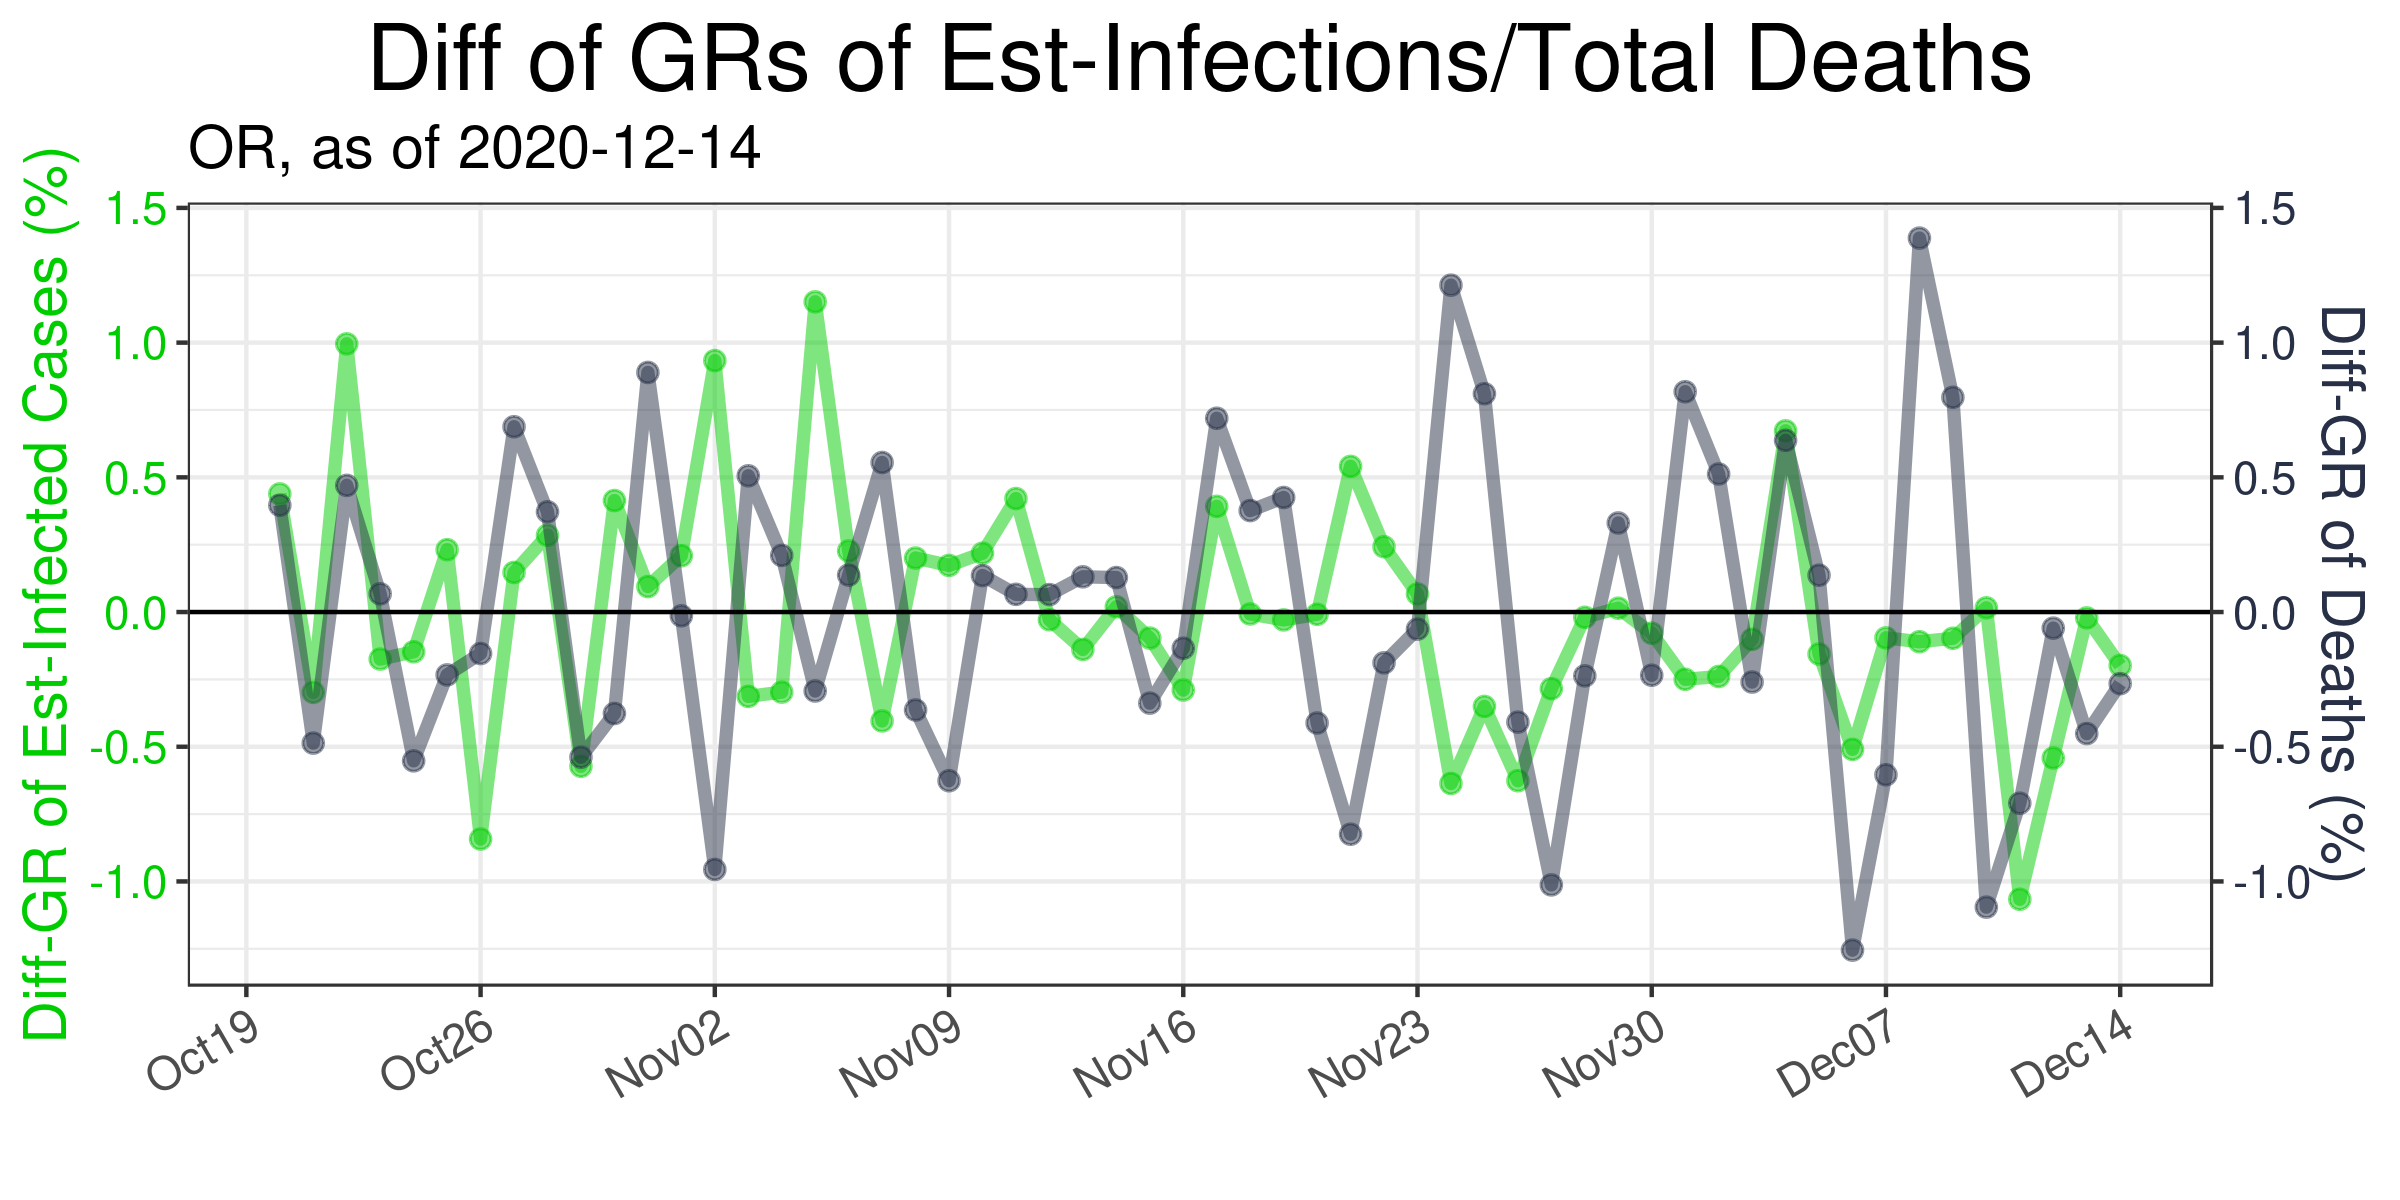 Diff of GRs of Est-Infections/Total Deaths
OR, as of 2020-12-14
Diff-GR of Est-Infected Cases (%)
1.5
1.0
0.5
0.0
-0.5
-1.0
1.5
1.0
0.5
0.0
-0.5
-1.0
Diff-GR of Deaths (%)
Oct19
Oct26
Nov02
Nov09
Nov16
Nov23
Nov30
Dec07
Dec14